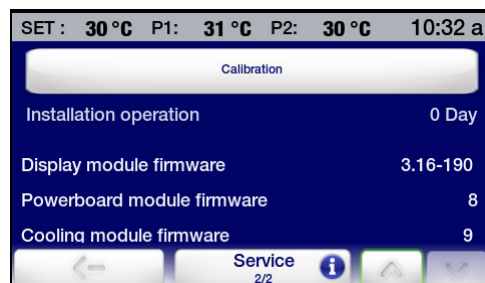 SET : 30 °C P1: 31 °C P2: 30 °C 10:32 a
Calibration
Installation operation 0 Day
Display module firmware 3.16-190
Powerboard module firmware 8
Cooling module firmware 9
Service
2/2